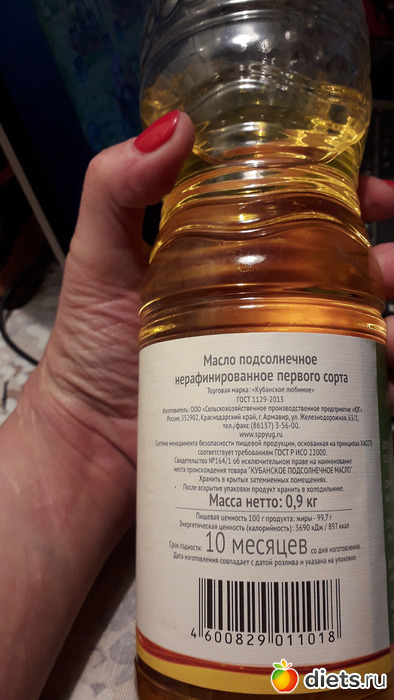 Масло подсолнечное
нерафинированное первого сорта
Торговая марка: «Кубанское любимое»
ГОСТ 1129-2013
Изготовитель: ООО «Сельскохозяйственное производственное предприятие «ЮГ»,
Россия, 352902, Краснодарский край, г. Армавир, ул. Железнодорожная, 63/1,
тел./факс (86137) 3-56-00.
www.sppyug.ru
Система менеджмента безопасности пищевой продукции, основанная на принципах ХАССП,
соответствует требованиям ГОСТ Р ИСО 22000.
Свидетельство №164/1 об исключительном праве на наименование
места происхождения товара "КУБАНСКОЕ ПОДСОЛНЕЧНОЕ МАСЛО".
Хранить в крытых затемненных помещениях.
После вскрытия упаковки продукт хранить в холодильнике.
Масса нетто: 0,9 кг
Пищевая ценность 100 г продукта: жиры - 99,7 г
Энергетическая ценность (калорийность): 3690 кДж / 897 ккал
Срок годности: 10 месяцев со дня изготовления.
Дата изготовления совпадает с датой розлива и указана на упаковке.
4 600829 011018
diets.ru